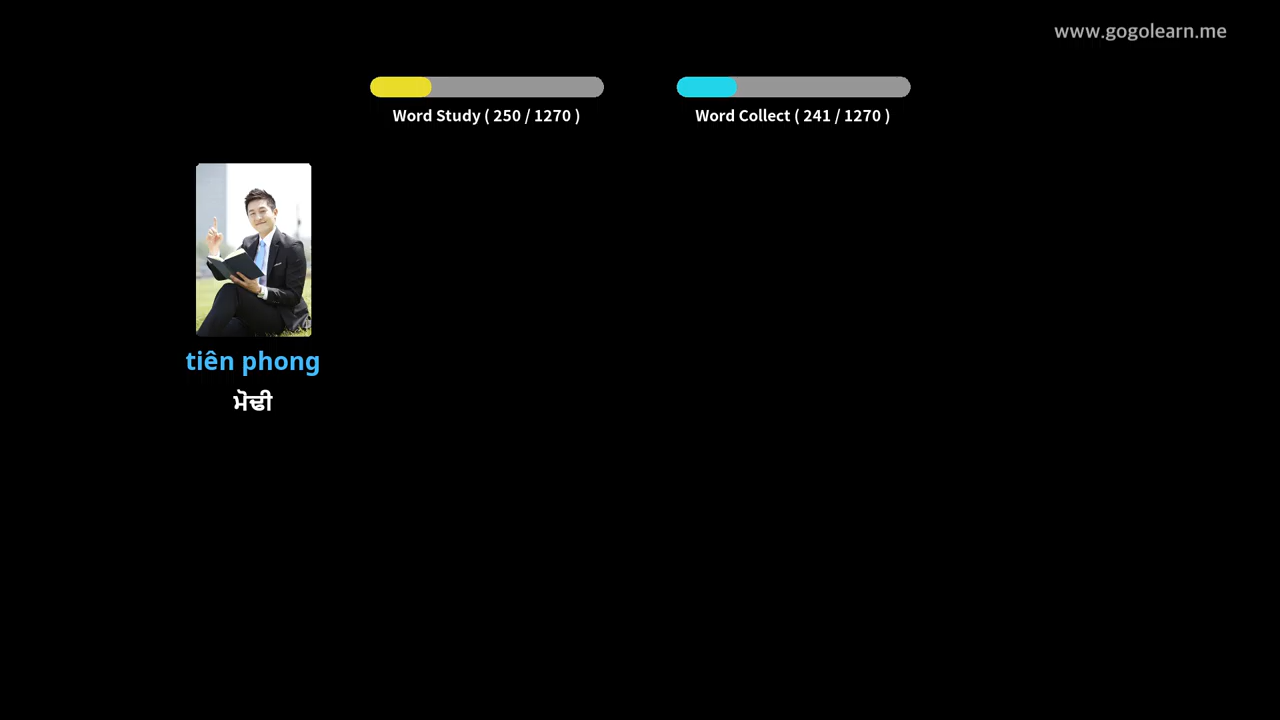 www.gogolearn.me
Word Study ( 250 / 1270 )
Word Collect ( 241 / 1270 )
tiên phong
ਮੋਢੀ